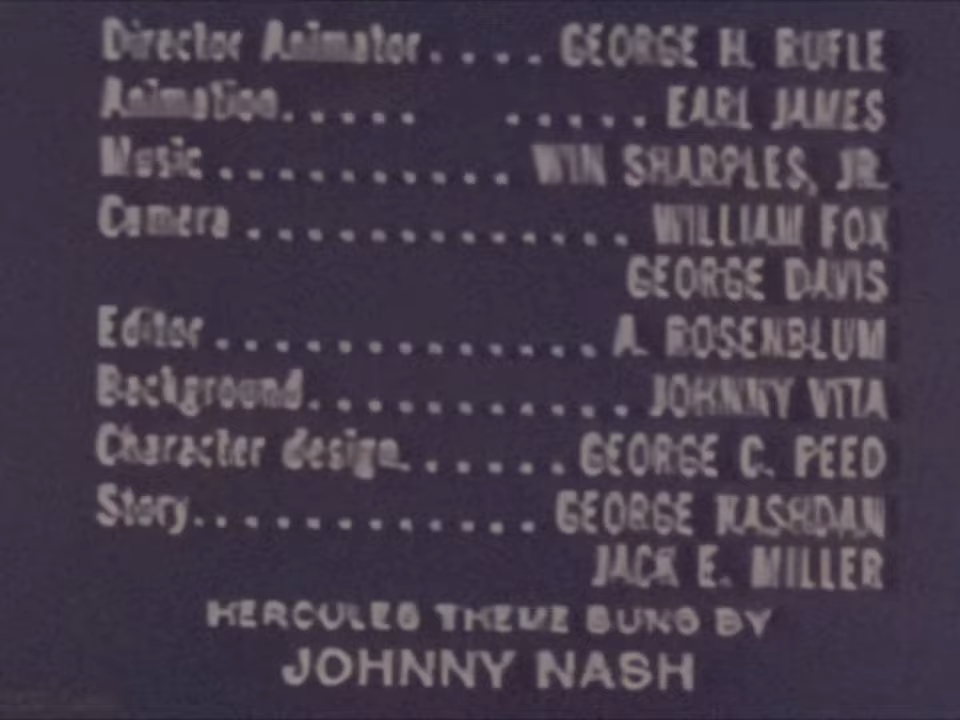 Director Animator.... GEORGE H. RUFLE
Animation..... ..... EARL JAMES
Music ........... WIN SHARPLES, JR.
Camera ............. WILLIAM FOX
GEORGE DAVIS
Editor ............. A. ROSENBLUM
Background........... JOHNNY VITA
Character design...... GEORGE C. PEED
Story............ GEORGE KASHDAN
JACK E. MILLER
HERCULES THEME SUNG BY
JOHNNY NASH